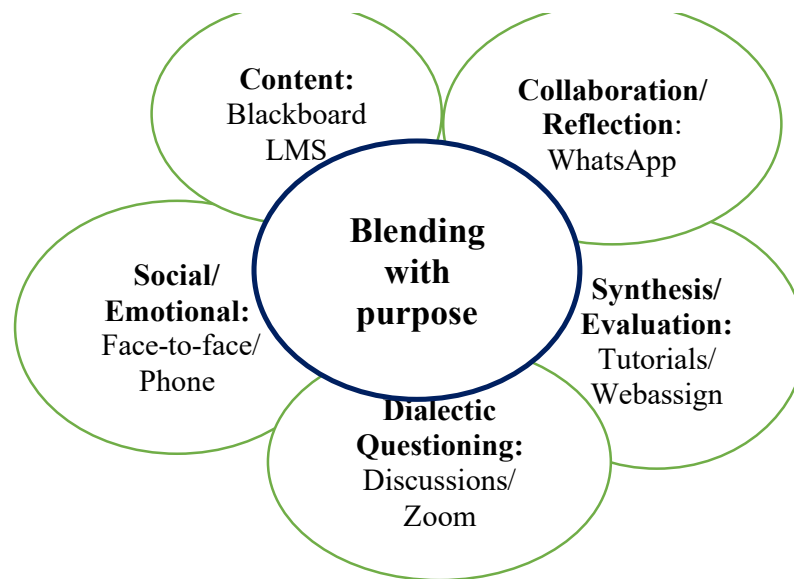 Content:
Blackboard
LMS
Collaboration/
Reflection:
WhatsApp
Blending
with
purpose
Social/
Emotional:
Face-to-face/
Phone
Synthesis/
Evaluation:
Tutorials/
Webassign
Dialectic
Questioning:
Discussions/
Zoom